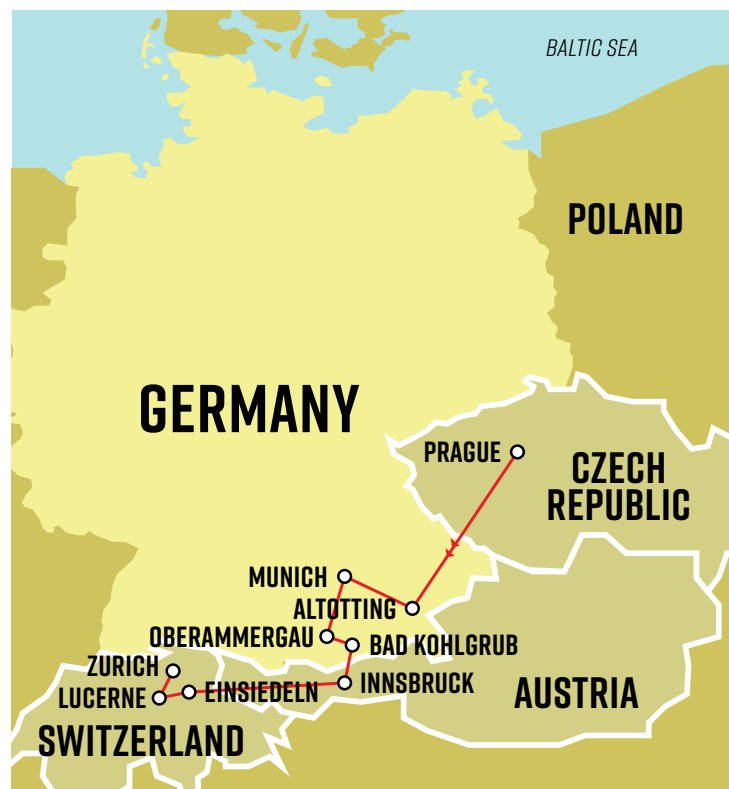 BALTIC SEA
POLAND
GERMANY
PRAGUE
CZECH
REPUBLIC
MUNICH
ALTOTTING
OBERAMMERGAU
BAD KOHLGRUB
ZURICH
LUCERNE
EINSIEDELN
INNSBRUCK
AUSTRIA
SWITZERLAND